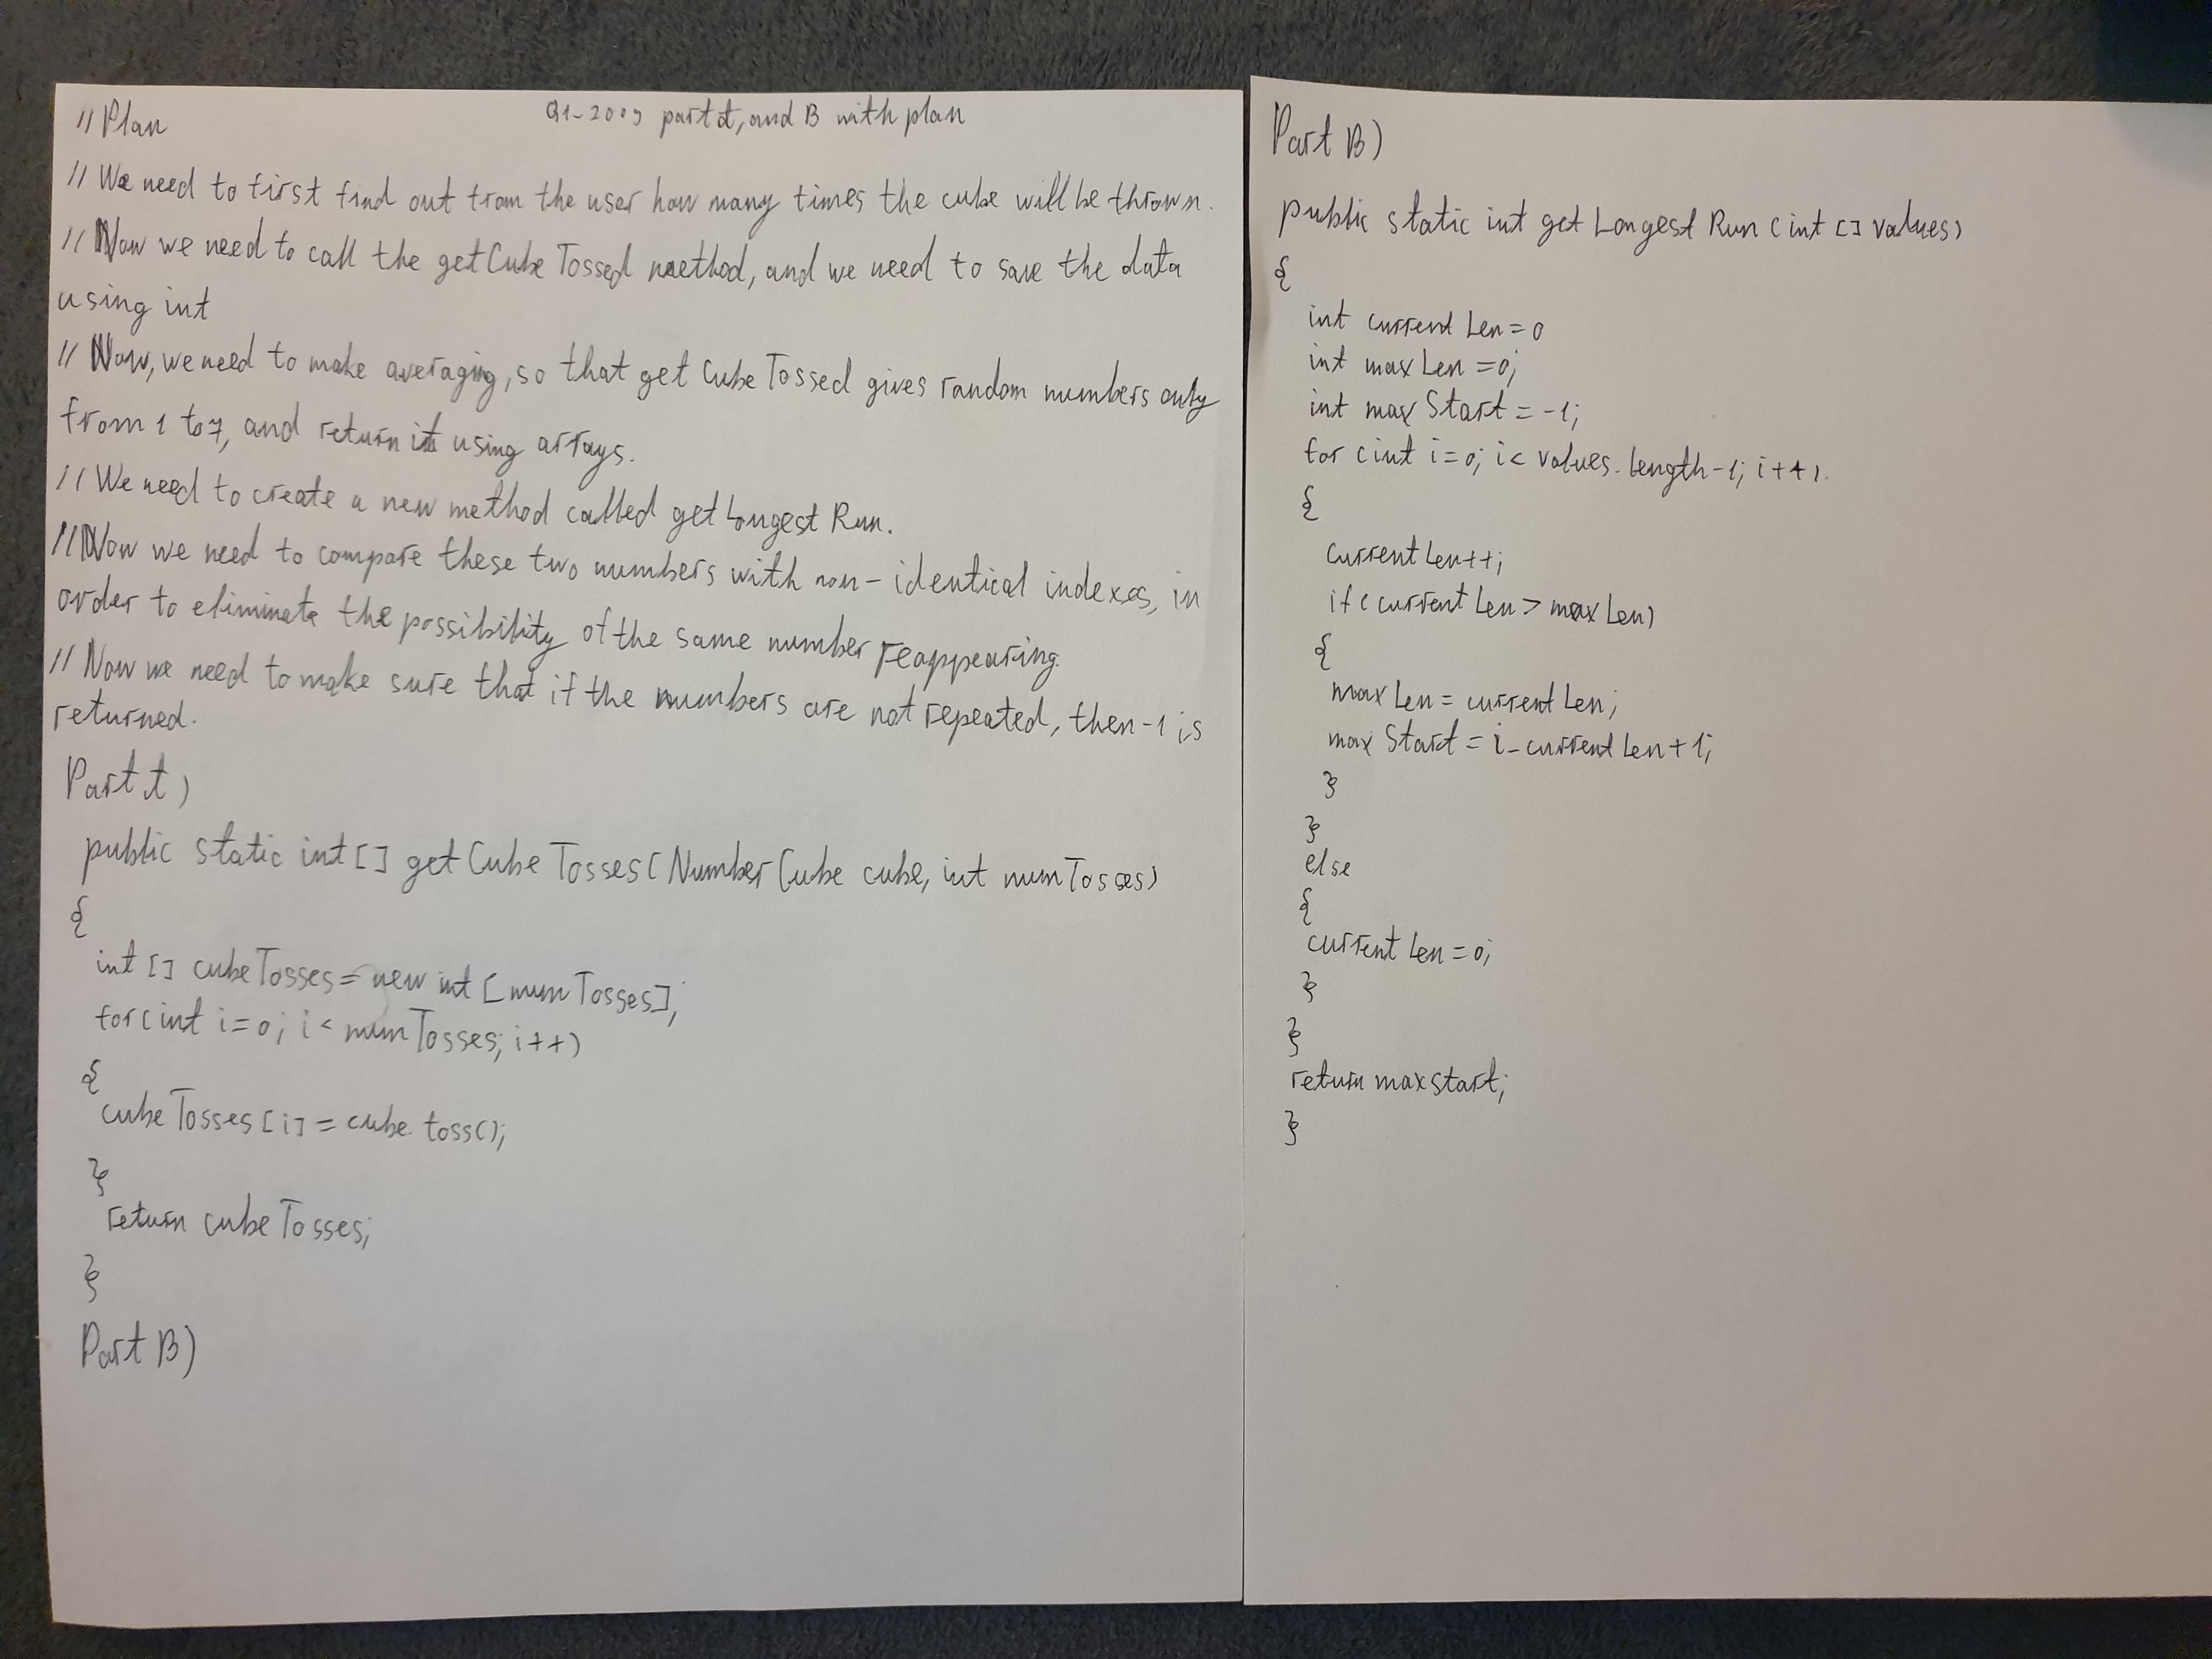 q1-2009 part A, and B with plan
// Plan
// We need to first find out from the user how many times the cube will be thrown.
// Now we need to call the getCubeTossed method, and we need to save the data
using int
// Now, we need to make averaging, so that getCubeTossed gives random numbers only
from 1 to 7, and return it using arrays.
// We need to create a new method called getLongestRun.
// Now we need to compare these two numbers with non-identical indexes, in
order to eliminate the possibility of the same number reappearing.
// Now we need to make sure that if the numbers are not repeated, then -1 is
returned.
Part A)
public static int[] getCubeTosses(NumberCube cube, int numTosses)
{
int[] cubeTosses = new int[numTosses];
for(int i=0; i < numTosses; i++)
{
cubeTosses[i] = cube.toss();
}
return cubeTosses;
}
Part B)
Part B)
public static int getLongestRun(int[] values)
{
int currentLen = 0
int maxLen = 0;
int maxStart = -1;
for(int i=0; i < values.length-1; i++)
{
currentLen++;
if(currentLen > maxLen)
{
maxLen = currentLen;
maxStart = i - currentLen + 1;
}
}
else
{
currentLen = 0;
}
}
return maxStart;
}